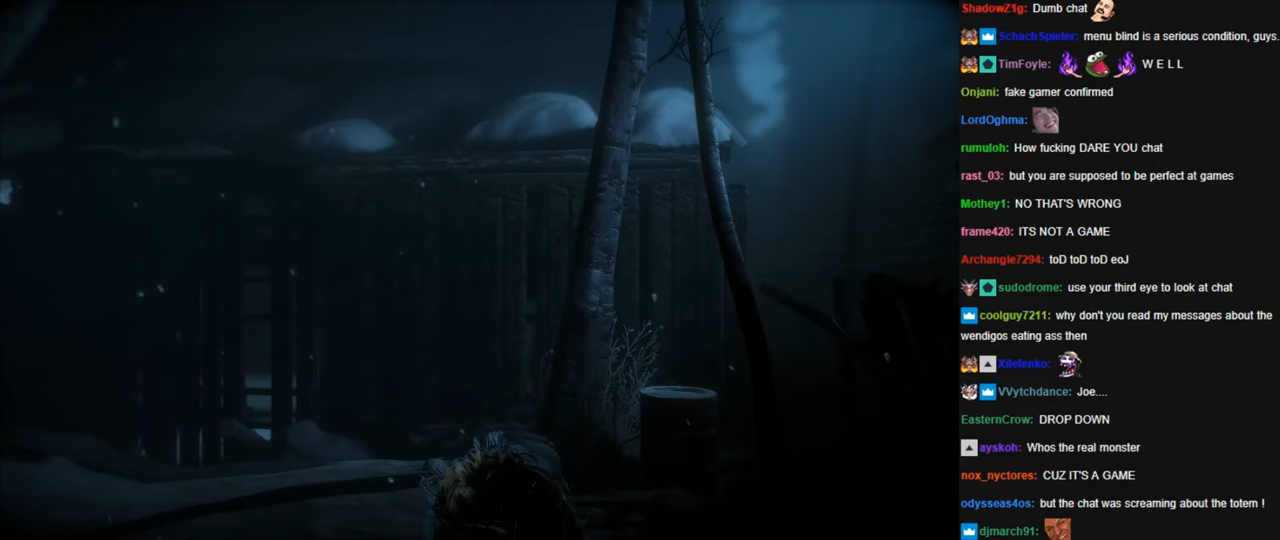 ShadowZ1g: Dumb chat
SchachSpieler: menu blind is a serious condition, guys.
TimFoyle: W E L L
Onjani: fake gamer confirmed
LordOghma:
rumuloh: How fucking DARE YOU chat
rast_03: but you are supposed to be perfect at games
Mothey1: NO THAT'S WRONG
frame420: ITS NOT A GAME
Archangle7294: toD toD toD eoJ
sudodrome: use your third eye to look at chat
coolguy7211: why don't you read my messages about the
wendigos eating ass then
Xilefenko:
VVytchdance: Joe....
EasternCrow: DROP DOWN
ayskoh: Whos the real monster
nox_nyctores: CUZ IT'S A GAME
odysseas4os: but the chat was screaming about the totem !
djmarch91: